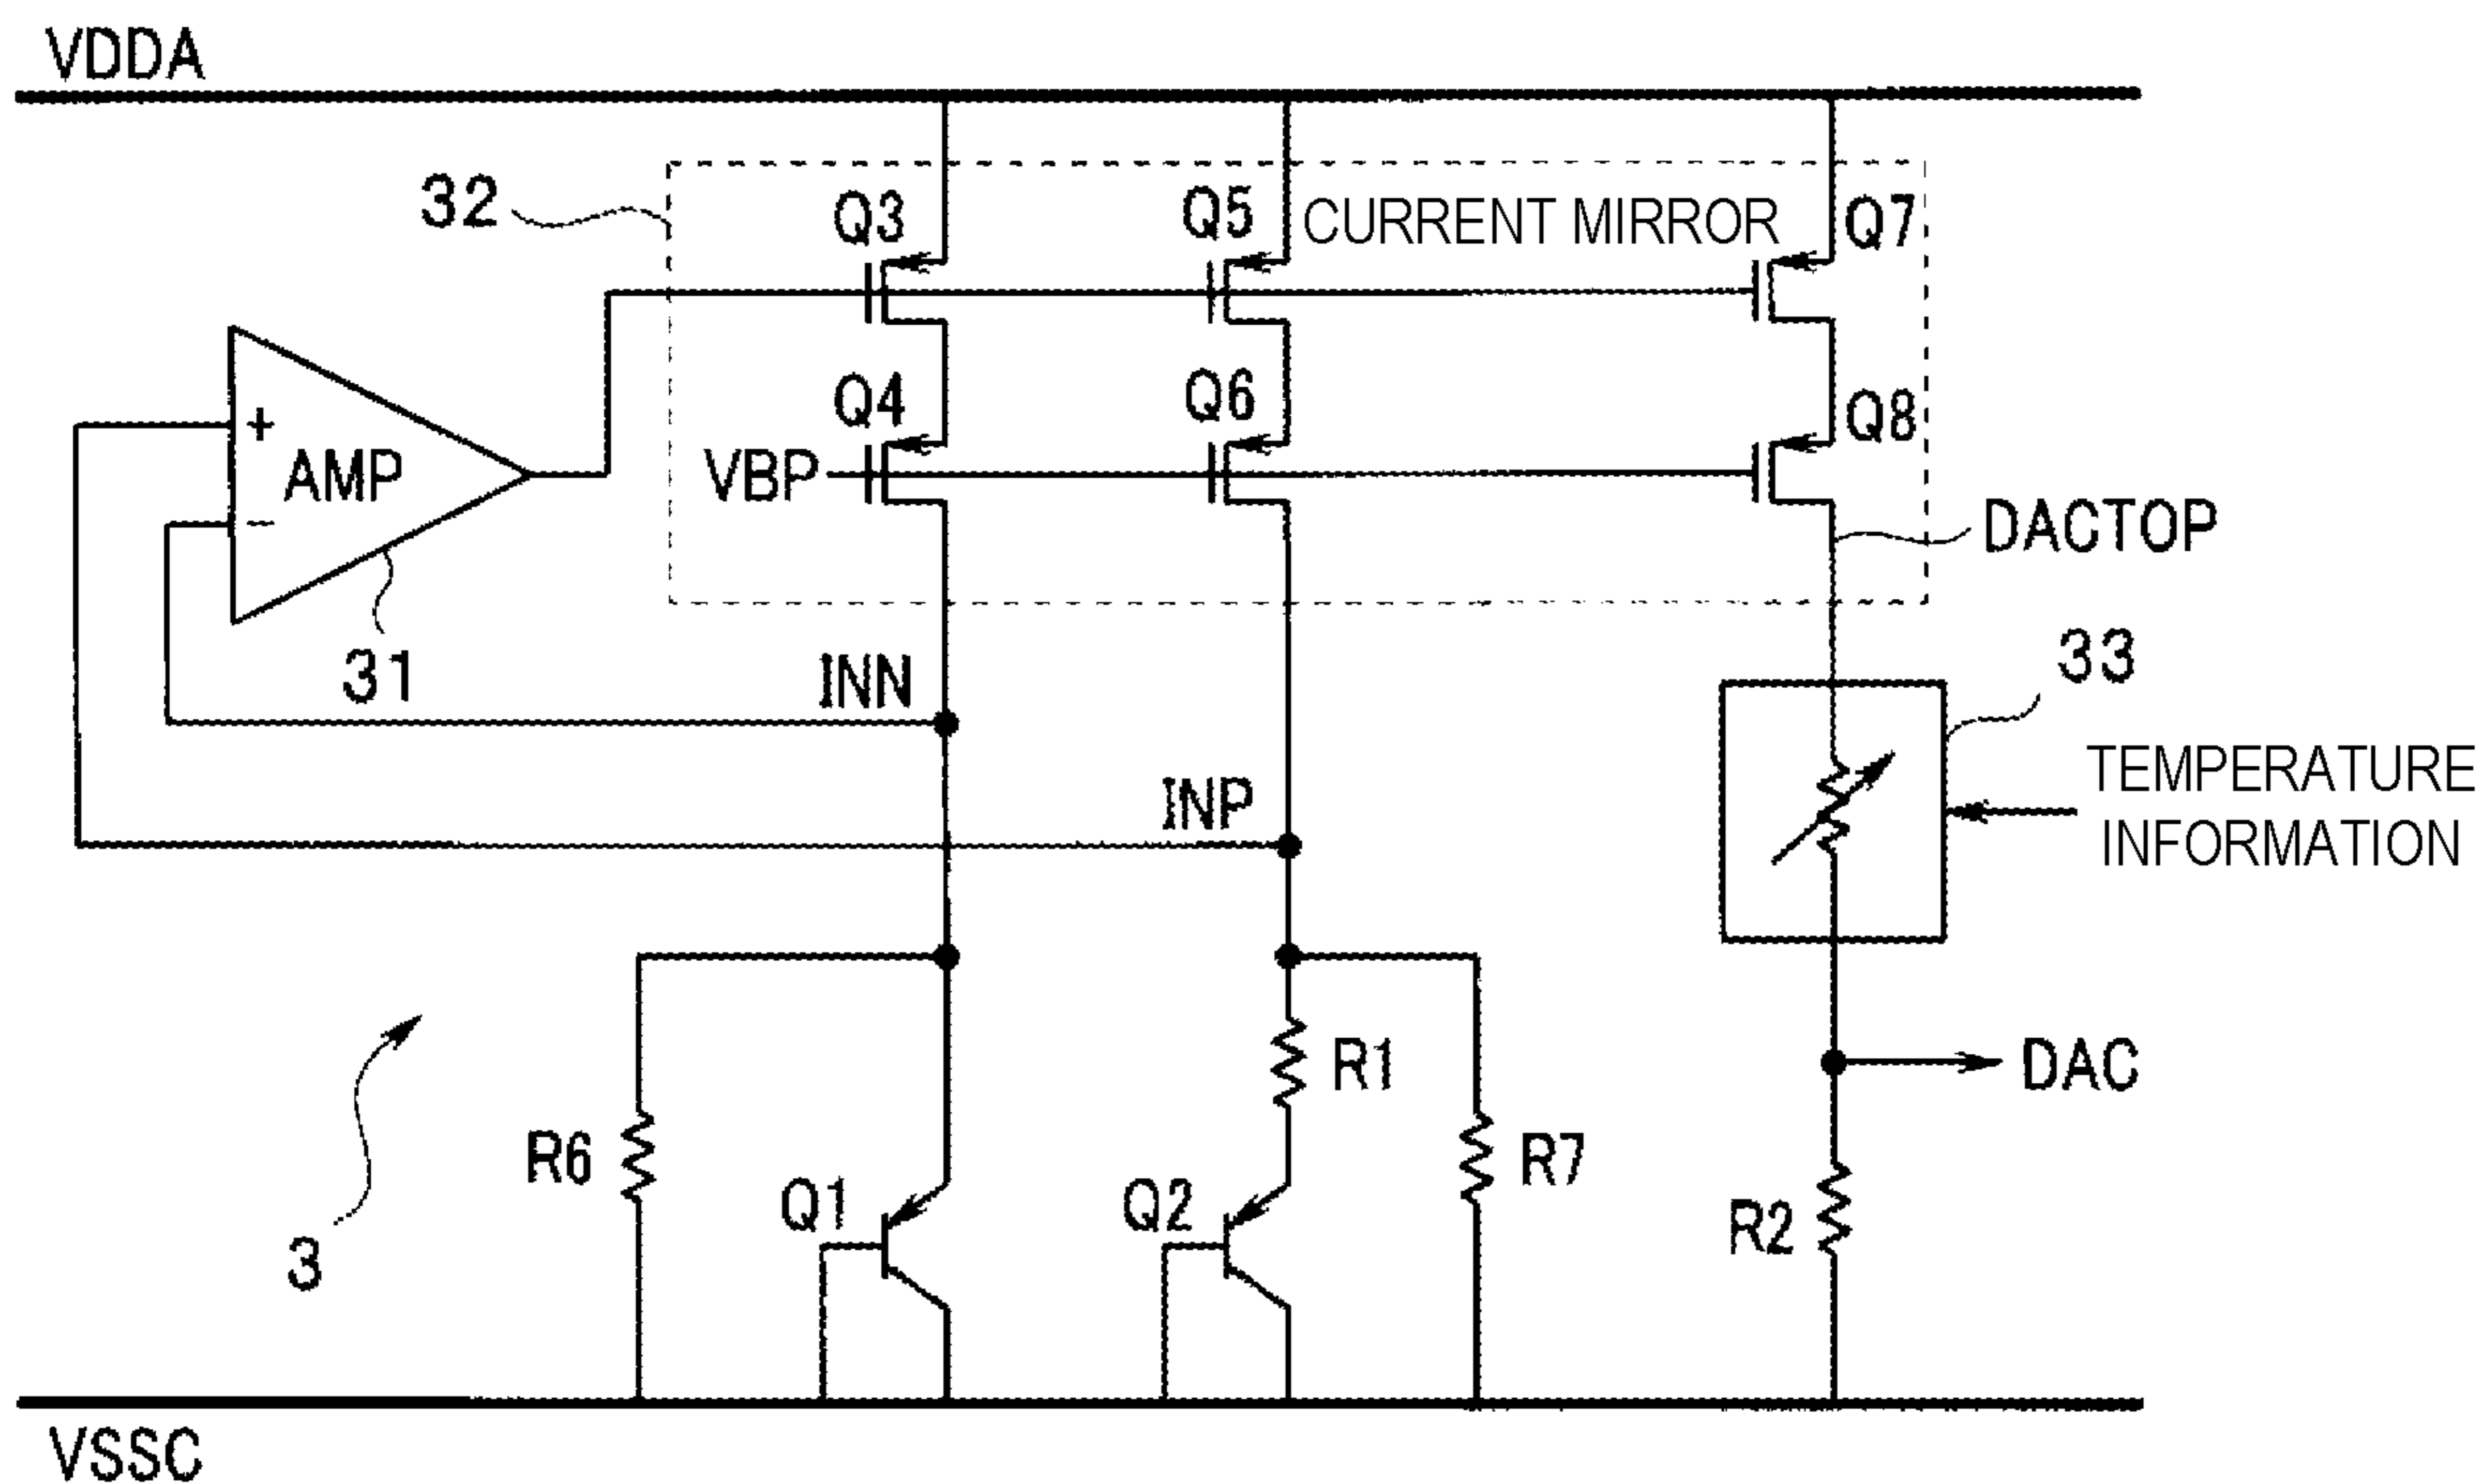 VDDA
32
Q3
Q5
CURRENT MIRROR
Q7
Q4
Q6
Q8
+
AMP
-
VBP
DACTOP
31
INN
33
INP
TEMPERATURE
INFORMATION
R1
DAC
R6
R7
Q1
Q2
R2
3
VSSC